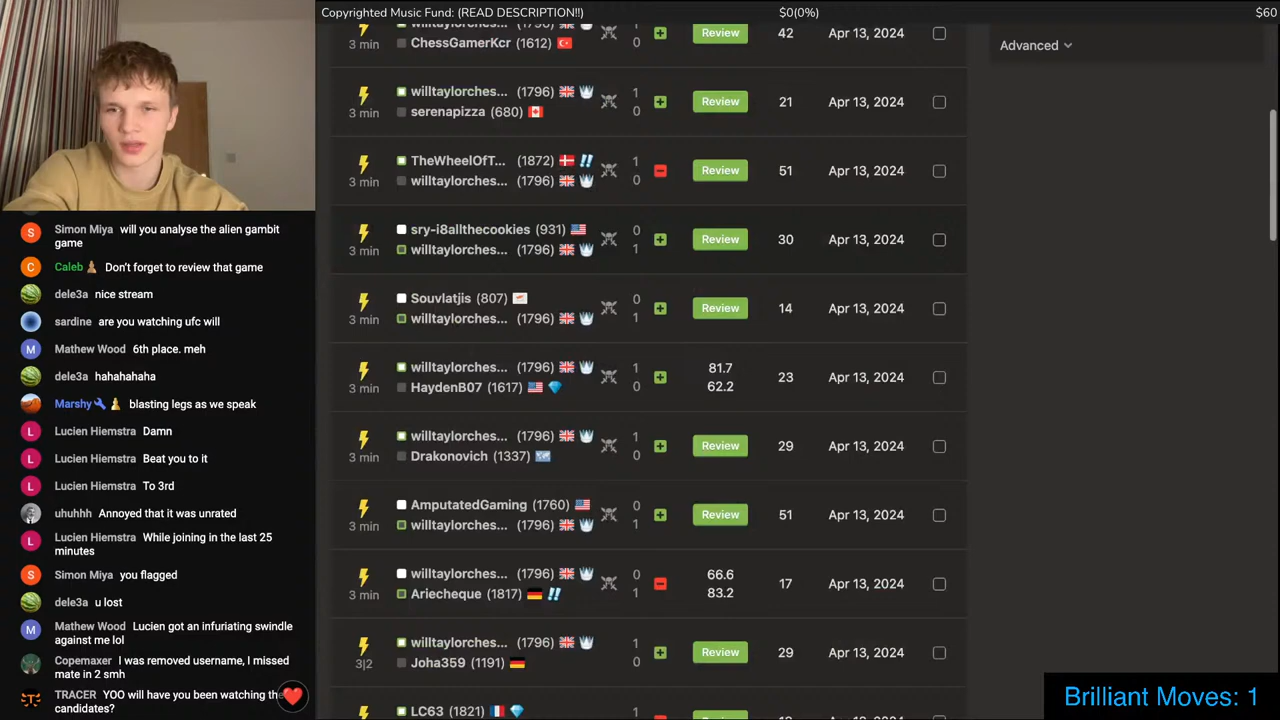 Copyrighted Music Fund: (READ DESCRIPTION!!)
$0(0%)
$60
willtaylorches... (1796) 1
3 min ChessGamerKcr (1612) 0 Review 42 Apr 13, 2024
Advanced
willtaylorches... (1796) 1
3 min serenapizza (680) 0 Review 21 Apr 13, 2024
TheWheelOfT... (1872) 1
3 min willtaylorches... (1796) 0 Review 51 Apr 13, 2024
sry-i8allthecookies (931) 0
3 min willtaylorches... (1796) 1 Review 30 Apr 13, 2024
Souvlatjis (807) 0
3 min willtaylorches... (1796) 1 Review 14 Apr 13, 2024
willtaylorches... (1796) 1 81.7
3 min HaydenB07 (1617) 0 62.2 23 Apr 13, 2024
willtaylorches... (1796) 1
3 min Drakonovich (1337) 0 Review 29 Apr 13, 2024
AmputatedGaming (1760) 0
3 min willtaylorches... (1796) 1 Review 51 Apr 13, 2024
willtaylorches... (1796) 0 66.6
3 min Ariecheque (1817) 1 83.2 17 Apr 13, 2024
willtaylorches... (1796) 1
3|2 Joha359 (1191) 0 Review 29 Apr 13, 2024
LC63 (1821) 1
Simon Miya will you analyse the alien gambit
game
Caleb Don't forget to review that game
dele3a nice stream
sardine are you watching ufc will
Mathew Wood 6th place. meh
dele3a hahahahaha
Marshy blasting legs as we speak
Lucien Hiemstra Damn
Lucien Hiemstra Beat you to it
Lucien Hiemstra To 3rd
uhuhhh Annoyed that it was unrated
Lucien Hiemstra While joining in the last 25
minutes
Simon Miya you flagged
dele3a u lost
Mathew Wood Lucien got an infuriating swindle
against me lol
Copemaxer I was removed username, I missed
mate in 2 smh
TRACER YOO will have you been watching the
candidates?
Brilliant Moves: 1